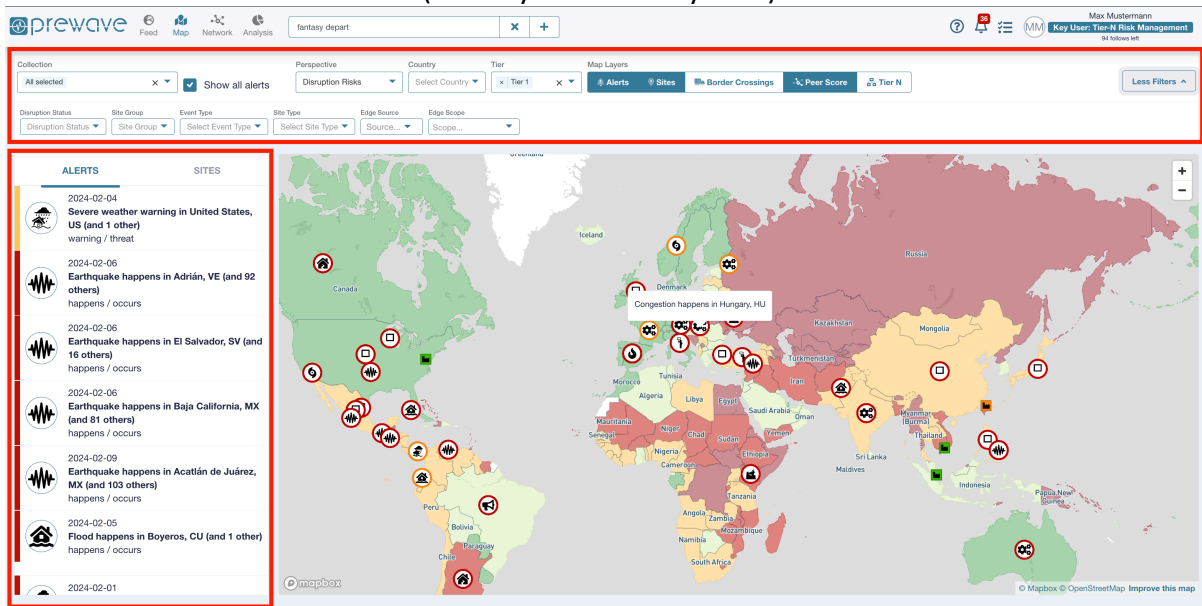 prewave
Feed
Map
Network
Analysis
fantasy depart
36
MM
Max Mustermann
Key User: Tier-N Risk Management
94 follows left
Collection
All selected
Show all alerts
Perspective
Disruption Risks
Country
Select Country
Tier
Tier 1
Map Layers
Alerts
Sites
Border Crossings
Peer Score
Tier N
Less Filters
Disruption Status
Disruption Status
Site Group
Site Group
Event Type
Select Event Type
Site Type
Select Site Type
Edge Source
Source...
Edge Scope
Scope...
ALERTS
SITES
2024-02-04
Severe weather warning in United States,
US (and 1 other)
warning / threat
2024-02-06
Earthquake happens in Adrián, VE (and 92
others)
happens / occurs
2024-02-06
Earthquake happens in El Salvador, SV (and
16 others)
happens / occurs
2024-02-06
Earthquake happens in Baja California, MX
(and 81 others)
happens / occurs
2024-02-09
Earthquake happens in Acatlán de Juárez,
MX (and 103 others)
happens / occurs
2024-02-05
Flood happens in Boyeros, CU (and 1 other)
happens / occurs
2024-02-01
Iceland
Russia
Canada
Denmark
Congestion happens in Hungary, HU
Kazakhstan
Mongolia
Turkmenistan
Tunisia
Morocco
Iran
Algeria
Libya
Egypt
Saudi Arabia
Oman
Myanmar
(Burma)
Mauritania
Niger
Chad
Sudan
Yemen
Thailand
Senegal
Nigeria
Ethiopia
Sri Lanka
Cameroon
Maldives
Indonesia
Papua New
Guinea
Tanzania
Peru
Angola
Zambia
Bolivia
Mozambique
Namibia
Paraguay
Chile
South Africa
mapbox
© Mapbox © OpenStreetMap Improve this map